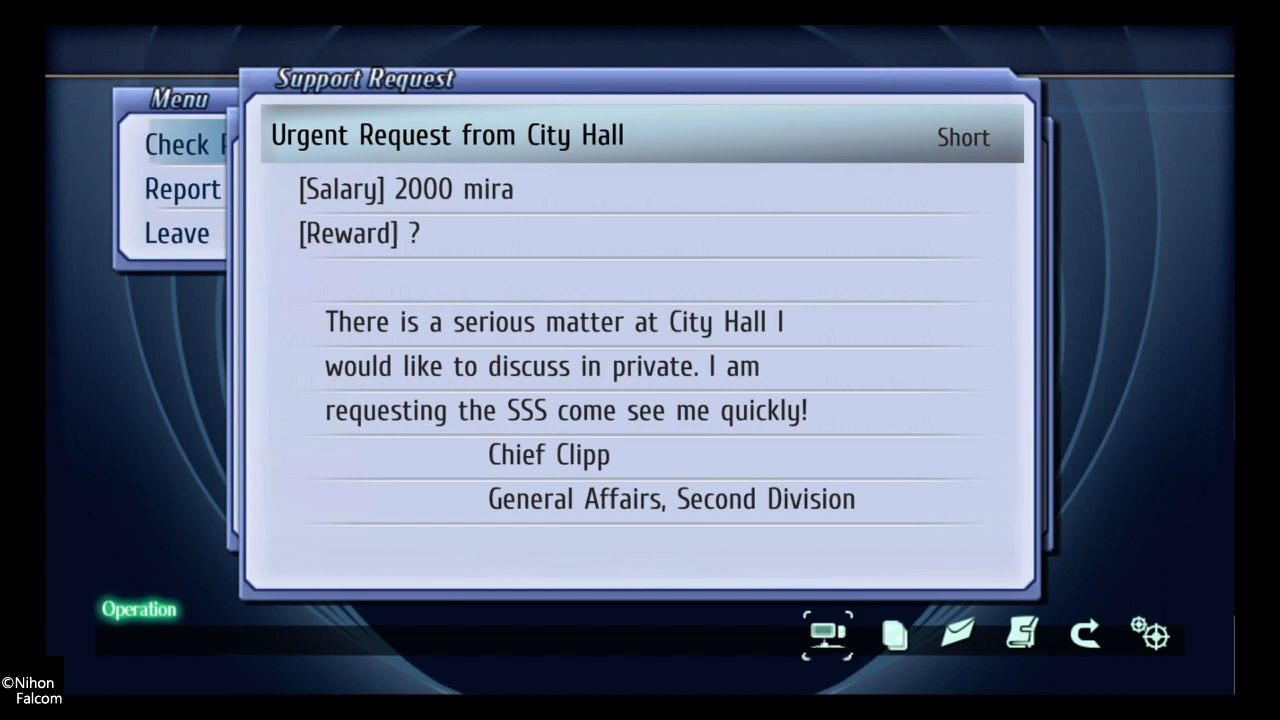 Support Request
Menu
Urgent Request from City Hall
Short
Check
Report
Leave
[Salary] 2000 mira
[Reward] ?
There is a serious matter at City Hall I
would like to discuss in private. I am
requesting the SSS come see me quickly!
Chief Clipp
General Affairs, Second Division
Operation
©Nihon
Falcom